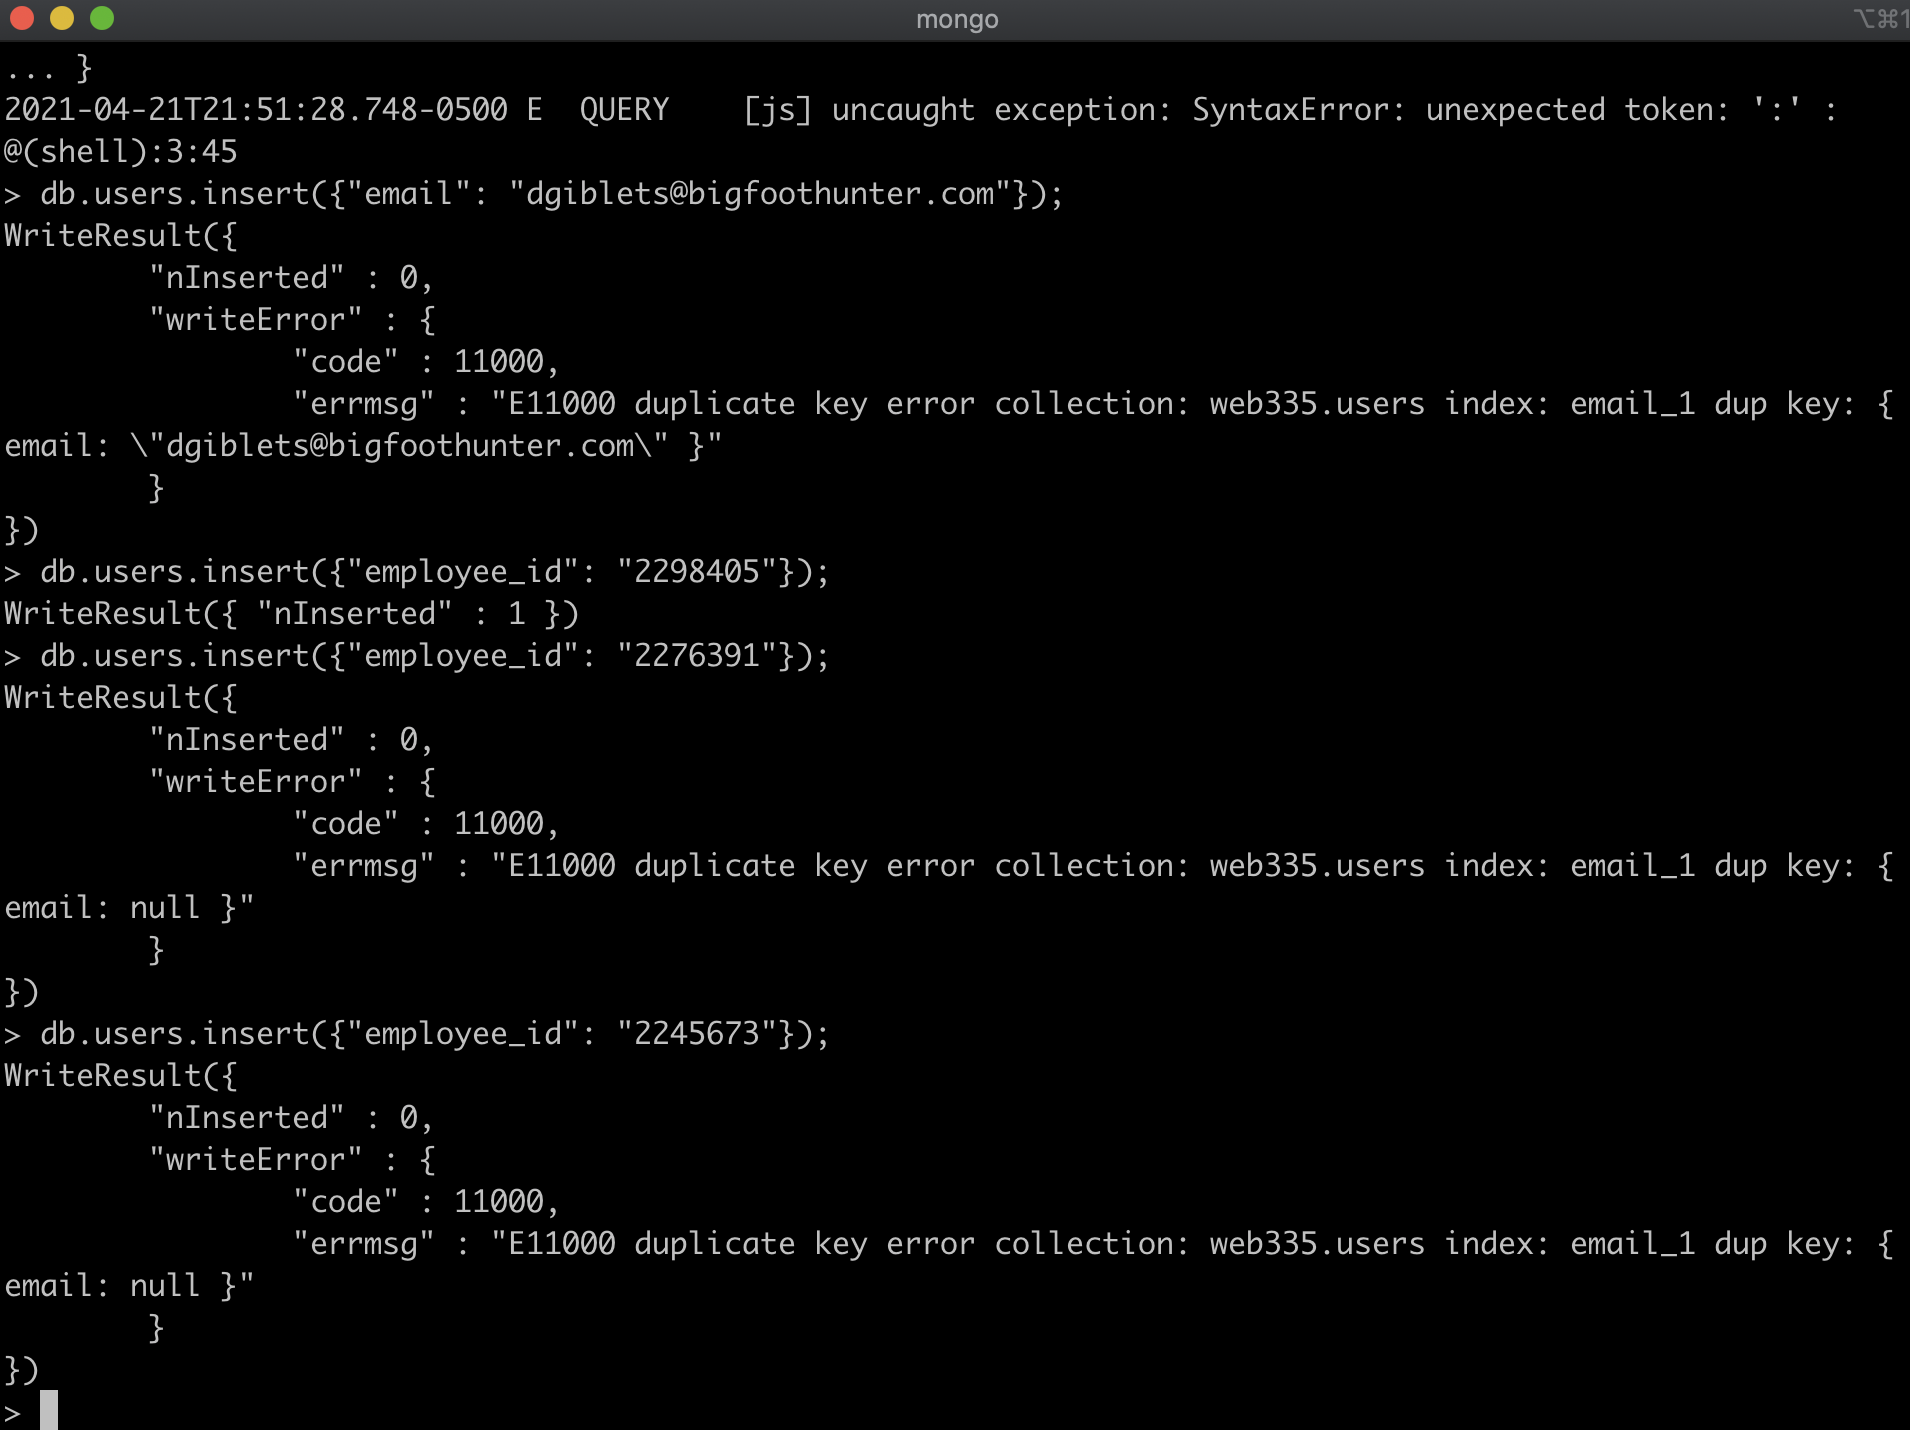 mongo
⌥⌘1
... }
2021-04-21T21:51:28.748-0500 E  QUERY    [js] uncaught exception: SyntaxError: unexpected token: ':' :
@(shell):3:45
> db.users.insert({"email": "dgiblets@bigfoothunter.com"});
WriteResult({
        "nInserted" : 0,
        "writeError" : {
                "code" : 11000,
                "errmsg" : "E11000 duplicate key error collection: web335.users index: email_1 dup key: {
email: \"dgiblets@bigfoothunter.com\" }"
        }
})
> db.users.insert({"employee_id": "2298405"});
WriteResult({ "nInserted" : 1 })
> db.users.insert({"employee_id": "2276391"});
WriteResult({
        "nInserted" : 0,
        "writeError" : {
                "code" : 11000,
                "errmsg" : "E11000 duplicate key error collection: web335.users index: email_1 dup key: {
email: null }"
        }
})
> db.users.insert({"employee_id": "2245673"});
WriteResult({
        "nInserted" : 0,
        "writeError" : {
                "code" : 11000,
                "errmsg" : "E11000 duplicate key error collection: web335.users index: email_1 dup key: {
email: null }"
        }
})
>